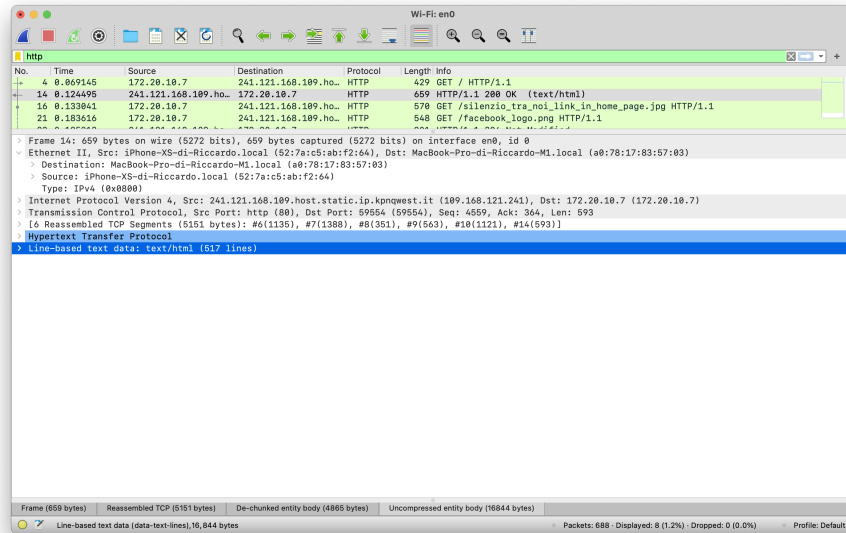 Wi-Fi: en0
http
No. Time Source Destination Protocol Length Info
4 0.069145 172.20.10.7 241.121.168.109.ho… HTTP 429 GET / HTTP/1.1
14 0.124495 241.121.168.109.ho… 172.20.10.7 HTTP 659 HTTP/1.1 200 OK (text/html)
16 0.133041 172.20.10.7 241.121.168.109.ho… HTTP 570 GET /silenzio_tra_noi_link_in_home_page.jpg HTTP/1.1
21 0.183616 172.20.10.7 241.121.168.109.ho… HTTP 548 GET /facebook_logo.png HTTP/1.1
Frame 14: 659 bytes on wire (5272 bits), 659 bytes captured (5272 bits) on interface en0, id 0
Ethernet II, Src: iPhone-XS-di-Riccardo.local (52:7a:c5:ab:f2:64), Dst: MacBook-Pro-di-Riccardo-M1.local (a0:78:17:83:57:03)
Destination: MacBook-Pro-di-Riccardo-M1.local (a0:78:17:83:57:03)
Source: iPhone-XS-di-Riccardo.local (52:7a:c5:ab:f2:64)
Type: IPv4 (0x0800)
Internet Protocol Version 4, Src: 241.121.168.109.host.static.ip.kpnqwest.it (109.168.121.241), Dst: 172.20.10.7 (172.20.10.7)
Transmission Control Protocol, Src Port: http (80), Dst Port: 59554 (59554), Seq: 4559, Ack: 364, Len: 593
[6 Reassembled TCP Segments (5151 bytes): #6(1135), #7(1388), #8(351), #9(563), #10(1121), #14(593)]
Hypertext Transfer Protocol
Line-based text data: text/html (517 lines)
Frame (659 bytes) Reassembled TCP (5151 bytes) De-chunked entity body (4865 bytes) Uncompressed entity body (16844 bytes)
Line-based text data (data-text-lines),16,844 bytes Packets: 688 · Displayed: 8 (1.2%) · Dropped: 0 (0.0%) Profile: Default